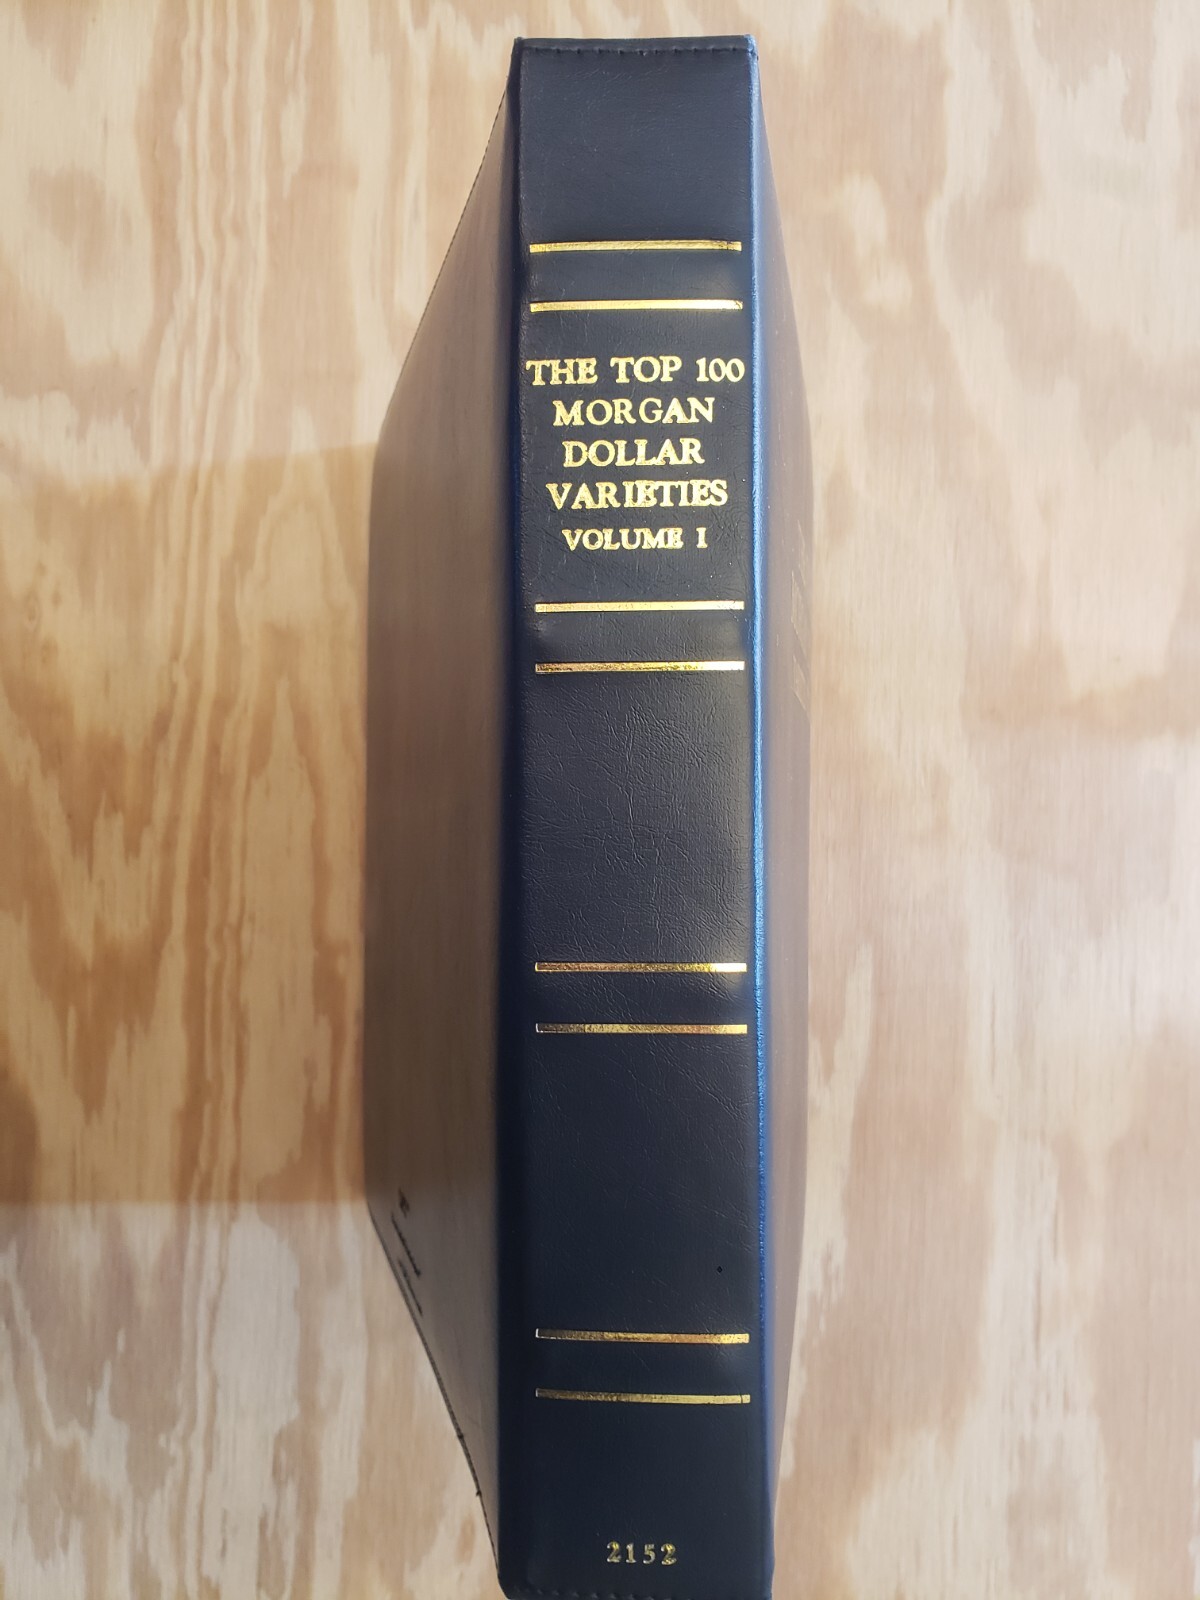 THE TOP 100
MORGAN
DOLLAR
VARIETIES
VOLUME I
2152